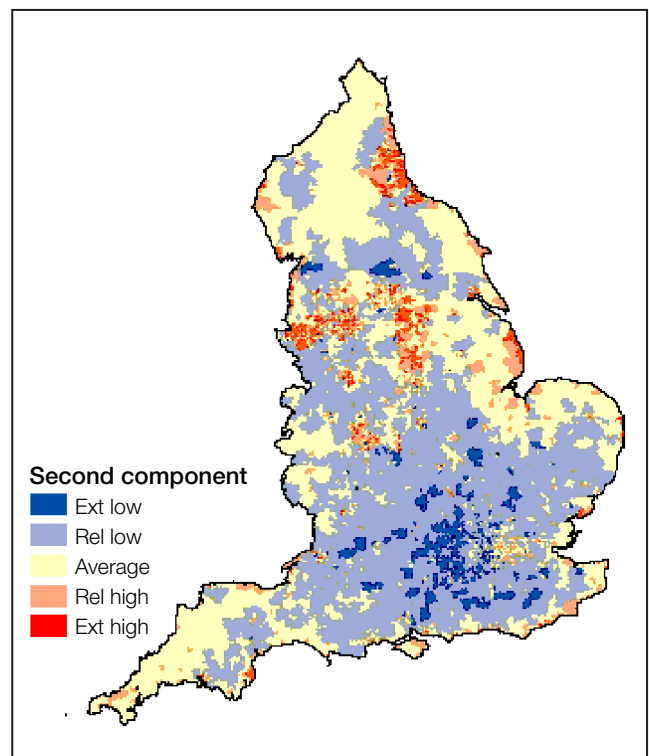 Second component
Ext low
Rel low
Average
Rel high
Ext high